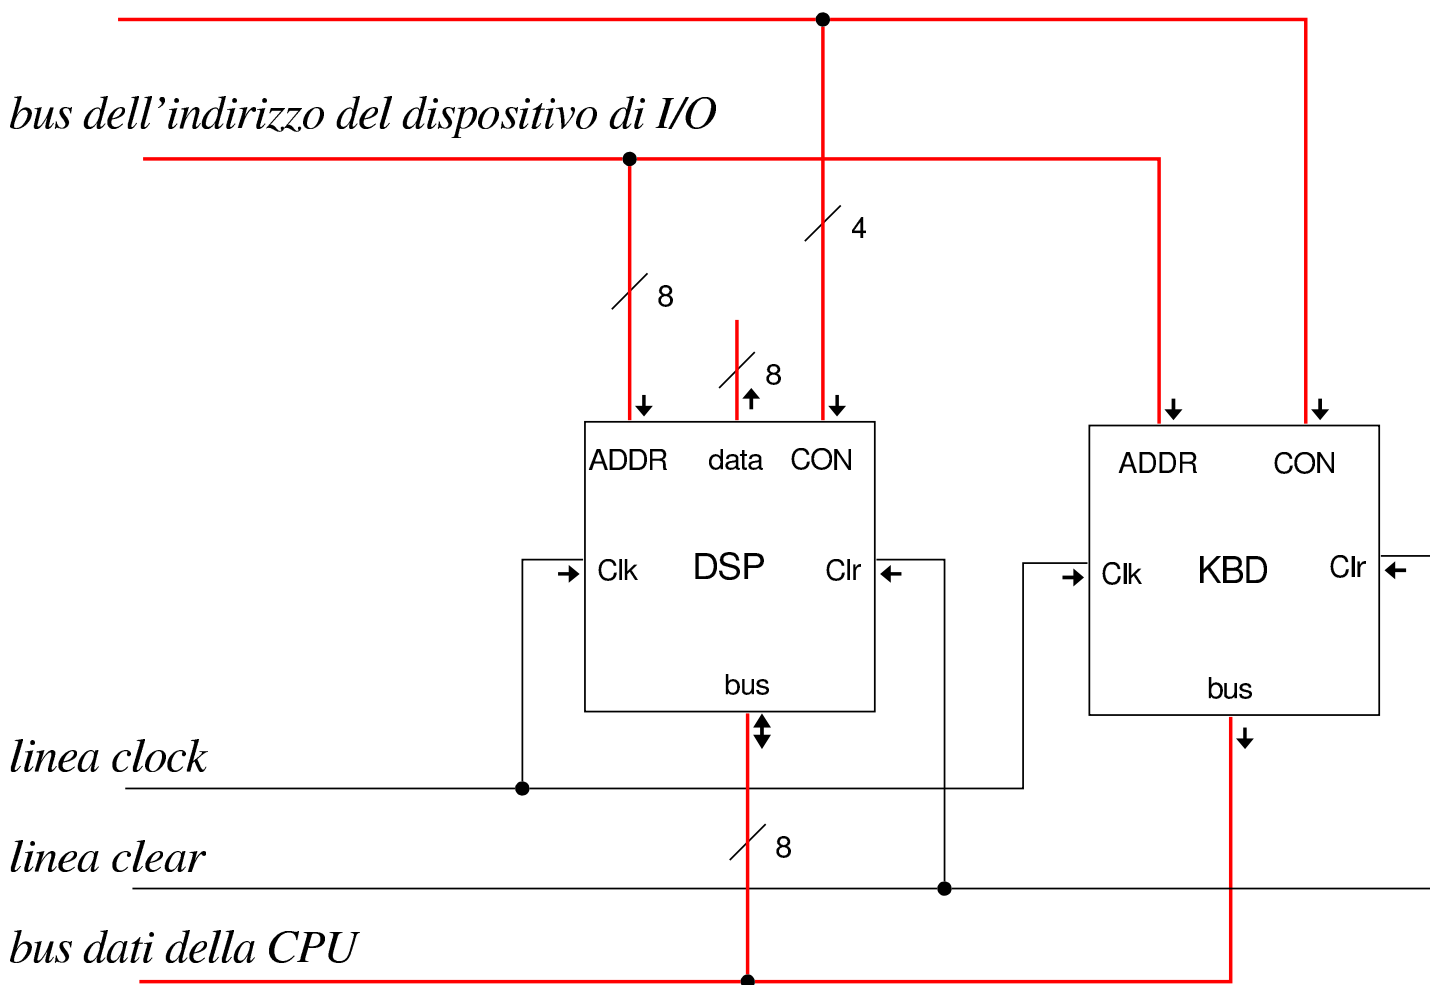 bus dell'indirizzo del dispositivo di I/O
4
8
8
ADDR data CON
ADDR CON
Clk DSP Clr
Clk KBD Clr
bus
bus
linea clock
8
linea clear
bus dati della CPU